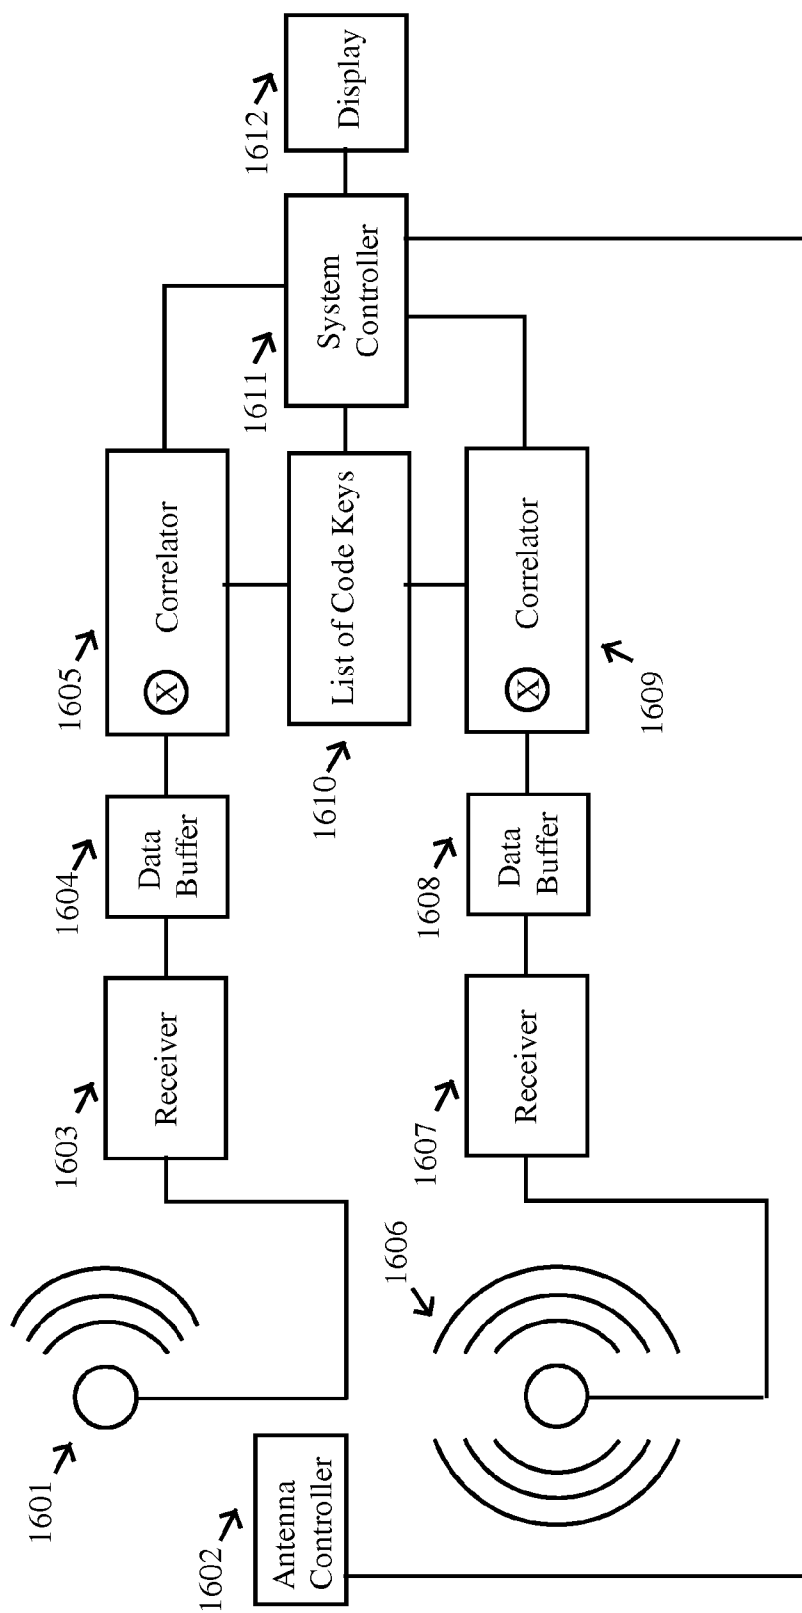 1601
1602
Antenna
Controller
1603
Receiver
1604
Data
Buffer
1605
X
Correlator
1606
1607
Receiver
1608
Data
Buffer
1609
X
Correlator
1610
List of Code Keys
1611
System
Controller
1612
Display